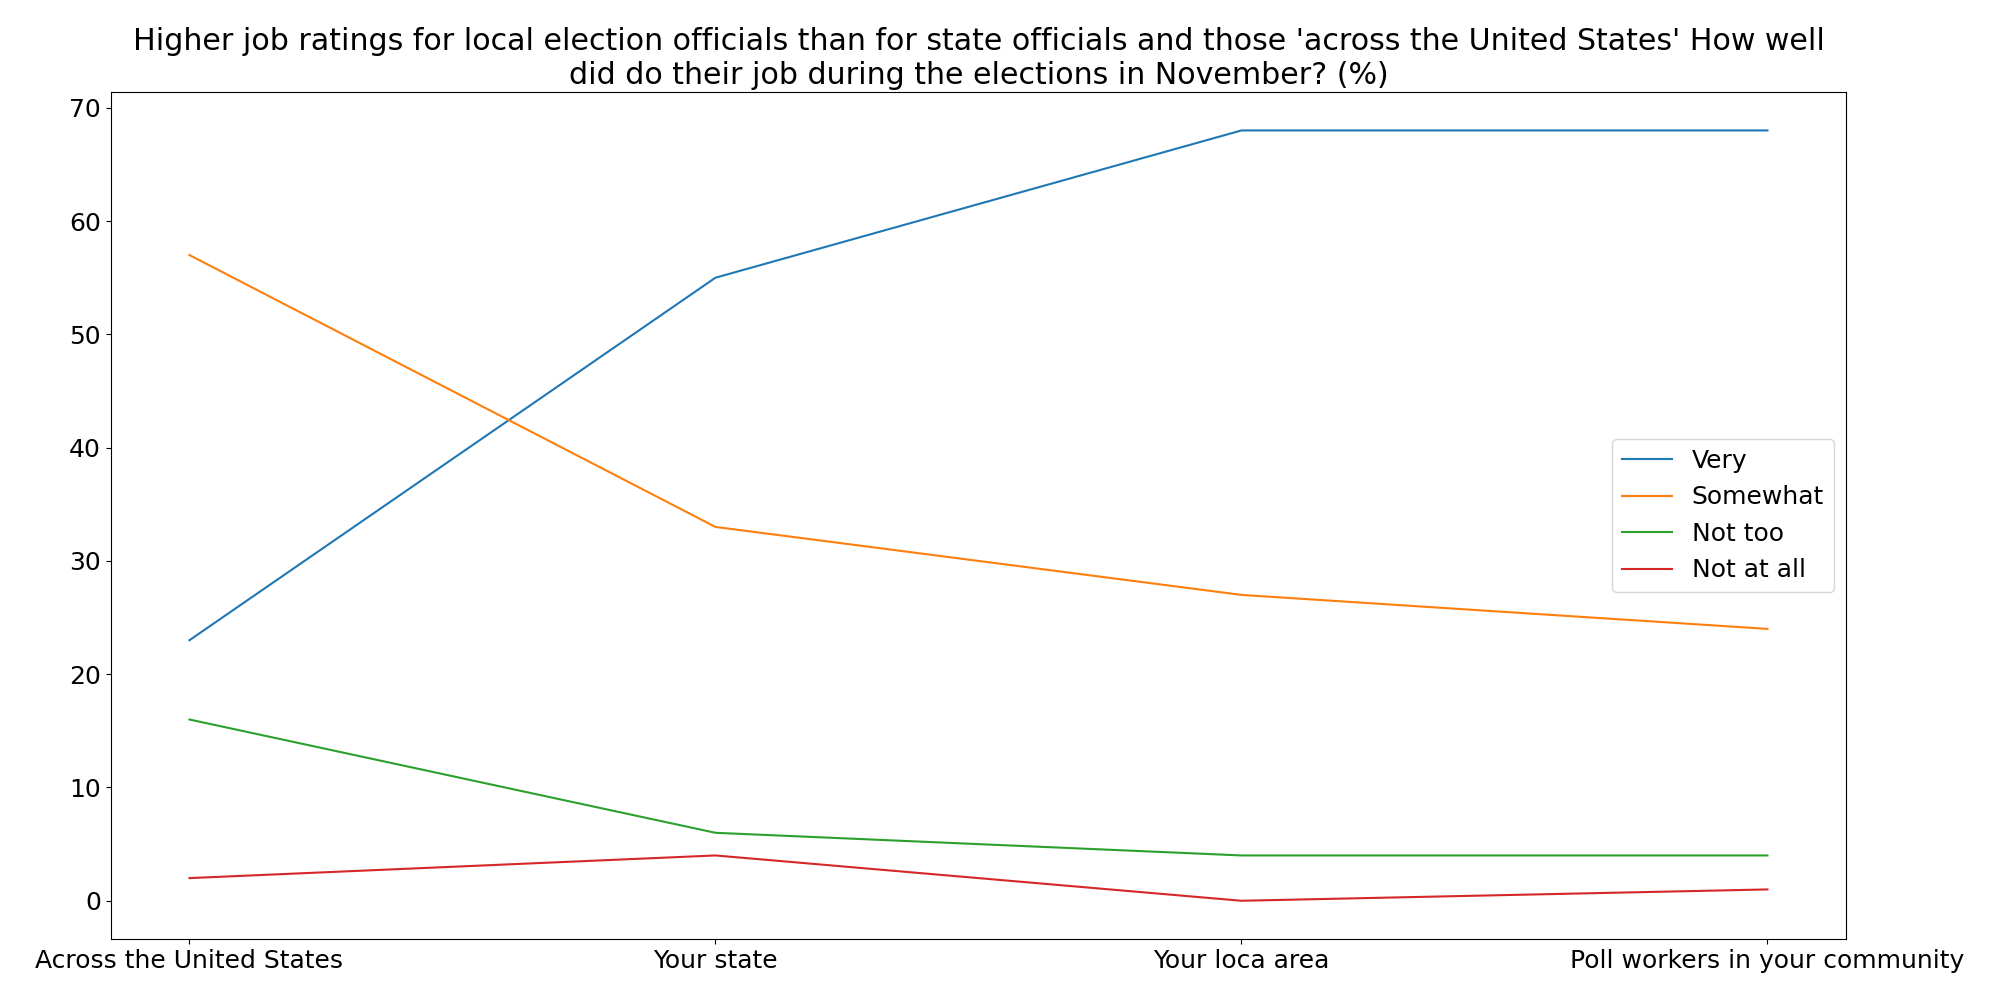 Higher job ratings for local election officials than for state officials and those 'across the United States' How well
did do their job during the elections in November? (%)
70
60
50
40
30
20
10
0
Very
Somewhat
Not too
Not at all
Across the United States
Your state
Your loca area
Poll workers in your community